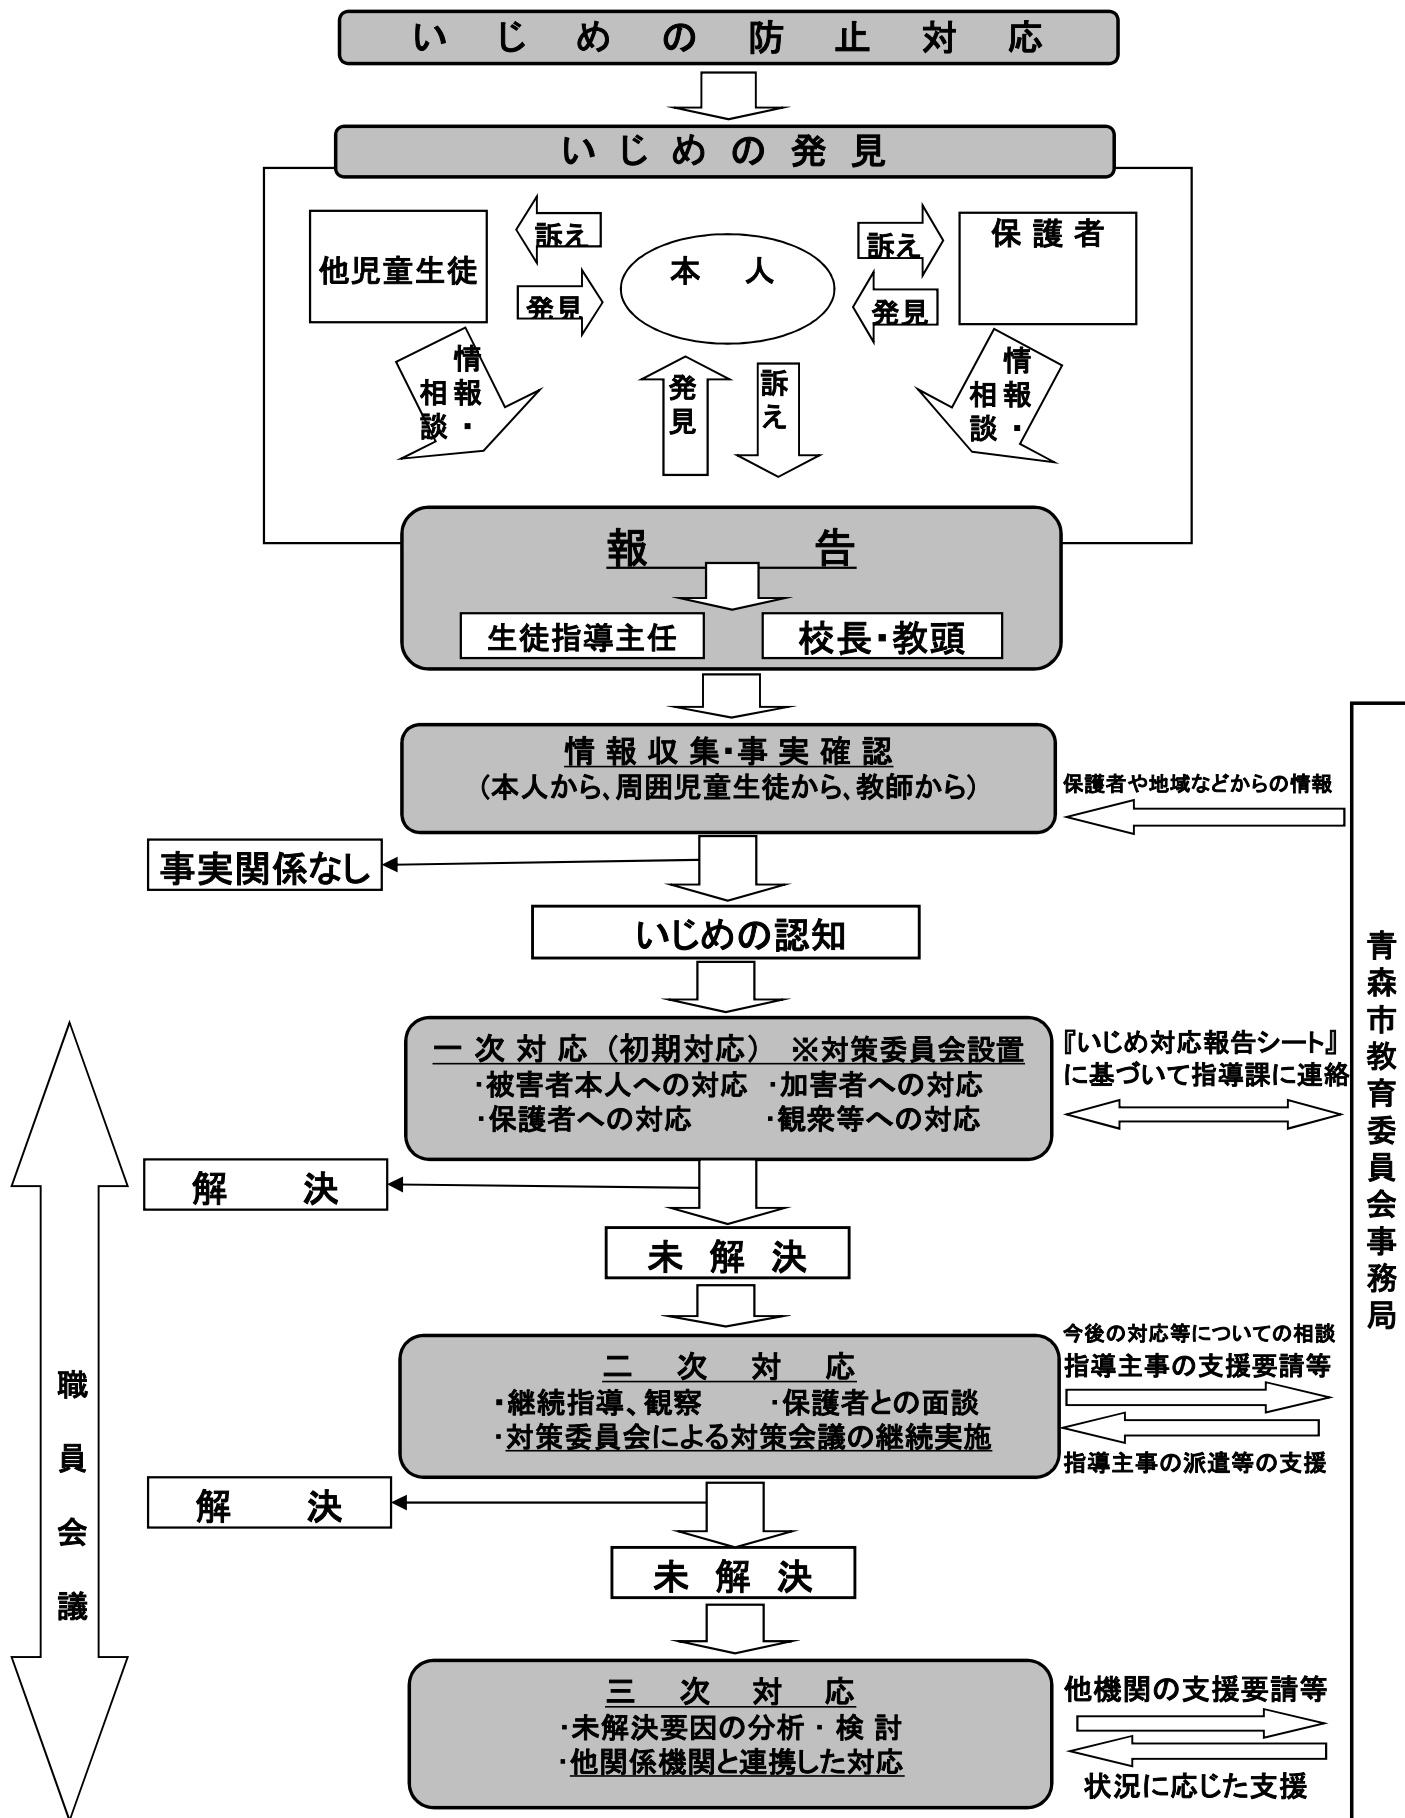 いじめの防止対応
いじめの発見
訴え
訴え
保護者
他児童生徒
本人
発見
発見
情報・
相談
発見
訴え
情報・
相談
報告
生徒指導主任
校長・教頭
情報収集・事実確認
（本人から、周囲児童生徒から、教師から）
保護者や地域などからの情報
事実関係なし
いじめの認知
青森市教育委員会事務局
一次対応（初期対応）　※対策委員会設置
・被害者本人への対応　・加害者への対応
・保護者への対応　・観衆等への対応
『いじめ対応報告シート』
に基づいて指導課に連絡
解決
未解決
職員会議
二次対応
・継続指導、観察　・保護者との面談
・対策委員会による対策会議の継続実施
今後の対応等についての相談
指導主事の支援要請等
指導主事の派遣等の支援
解決
未解決
三次対応
・未解決要因の分析・検討
・他関係機関と連携した対応
他機関の支援要請等
状況に応じた支援